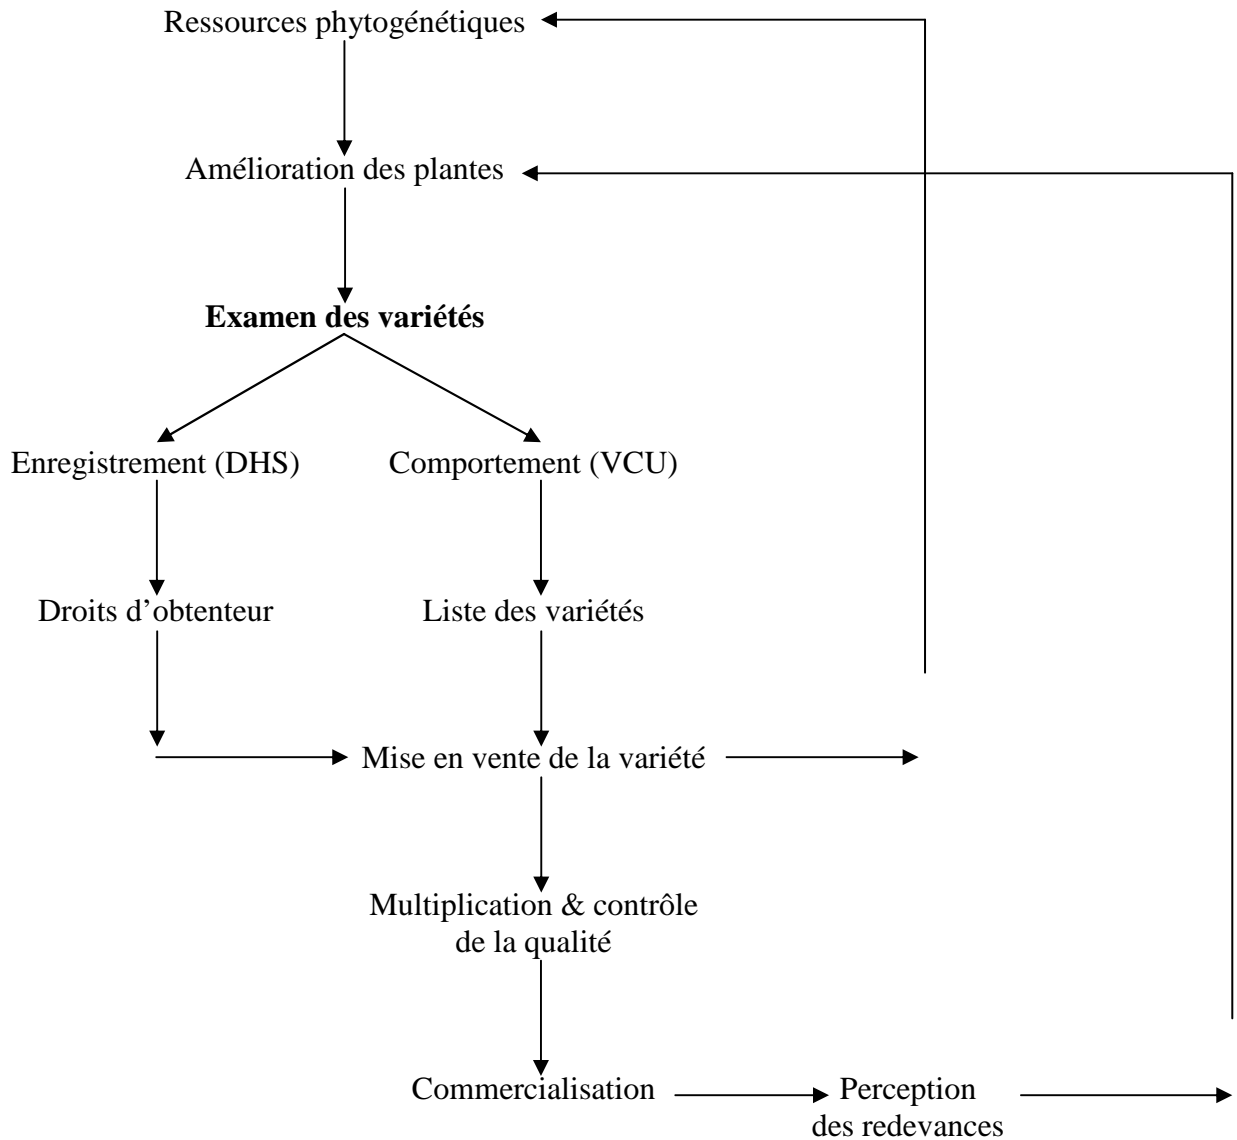 Ressources phytogénétiques
Amélioration des plantes
Examen des variétés
Enregistrement (DHS)
Comportement (VCU)
Droits d’obtenteur
Liste des variétés
Mise en vente de la variété
Multiplication & contrôle
de la qualité
Commercialisation
Perception
des redevances